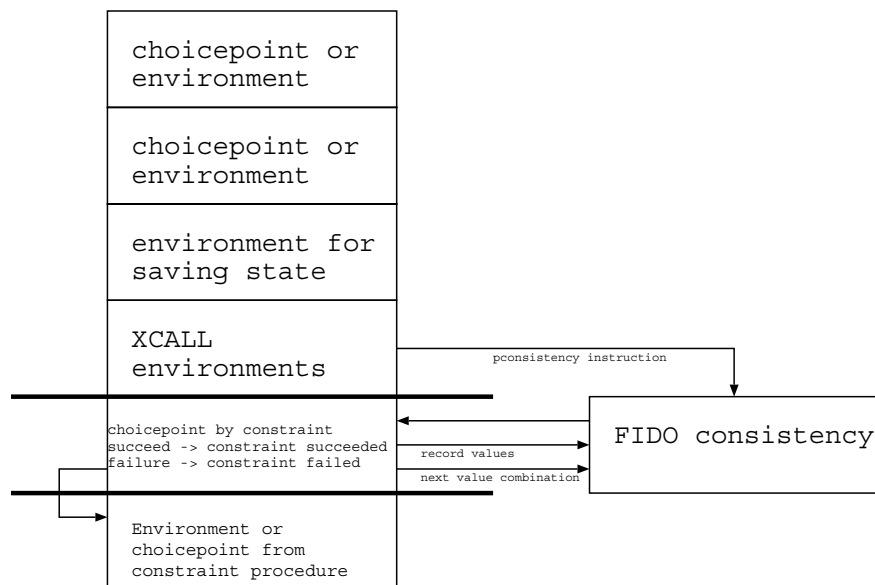 choicepoint or
environment
choicepoint or
environment
environment for
saving state
XCALL
environments
pconsistency instruction
choicepoint by constraint
succeed -> constraint succeeded
failure -> constraint failed
FIDO consistency
record values
next value combination
Environment or
choicepoint from
constraint procedure